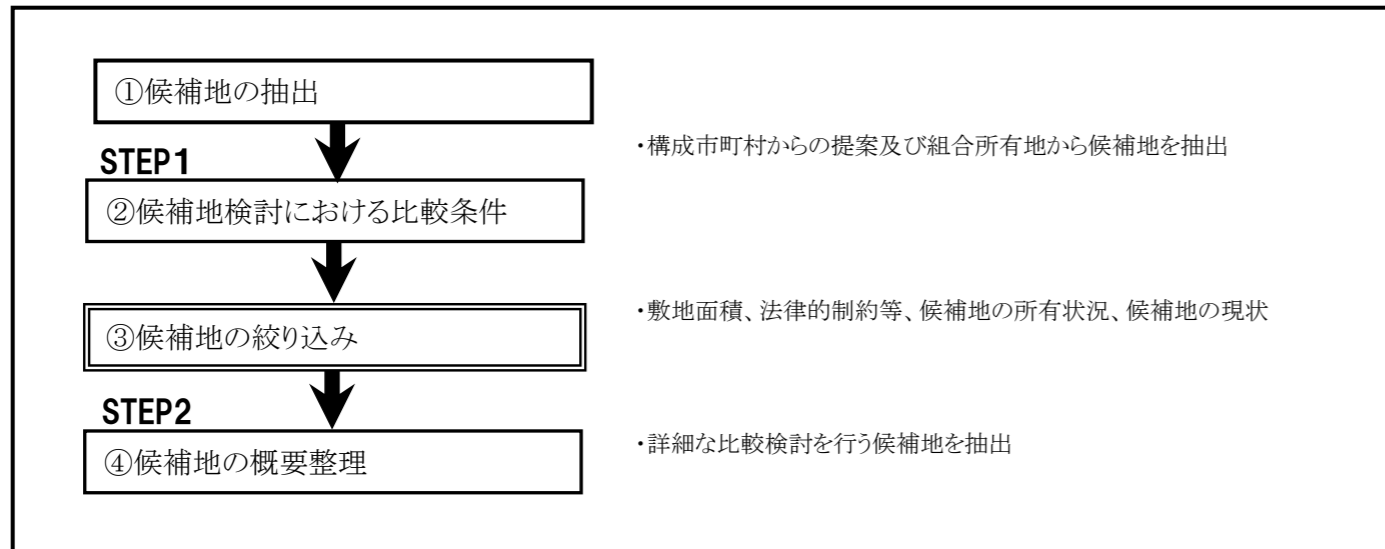 ①候補地の抽出
・構成市町村からの提案及び組合所有地から候補地を抽出
STEP1
②候補地検討における比較条件
・敷地面積、法律的制約等、候補地の所有状況、候補地の現状
③候補地の絞り込み
STEP2
・詳細な比較検討を行う候補地を抽出
④候補地の概要整理